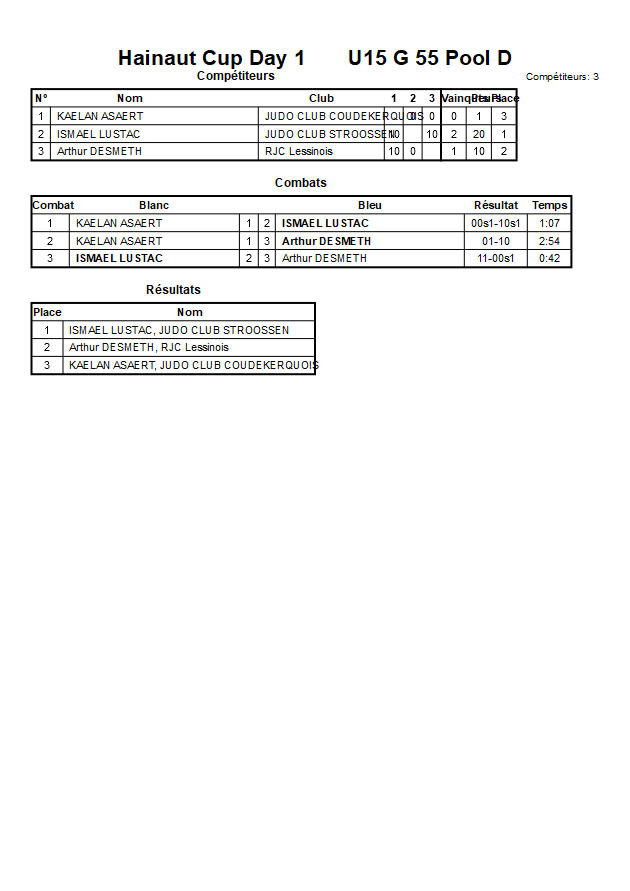 Hainaut Cup Day 1 U15 G 55 Pool D
Compétiteurs Compétiteurs: 3
N° Nom Club 1 2 3 Vainqueurs Pts Place
1 KAELAN ASAERT JUDO CLUB COUDEKERQUOIS 0 0 0 1 3
2 ISMAEL LUSTAC JUDO CLUB STROOSSEN 10 10 2 20 1
3 Arthur DESMETH RJC Lessinois 10 0 1 10 2
Combats
Combat Blanc Bleu Résultat Temps
1 KAELAN ASAERT 1 2 ISMAEL LUSTAC 00s1-10s1 1:07
2 KAELAN ASAERT 1 3 Arthur DESMETH 01-10 2:54
3 ISMAEL LUSTAC 2 3 Arthur DESMETH 11-00s1 0:42
Résultats
Place Nom
1 ISMAEL LUSTAC, JUDO CLUB STROOSSEN
2 Arthur DESMETH, RJC Lessinois
3 KAELAN ASAERT, JUDO CLUB COUDEKERQUOIS